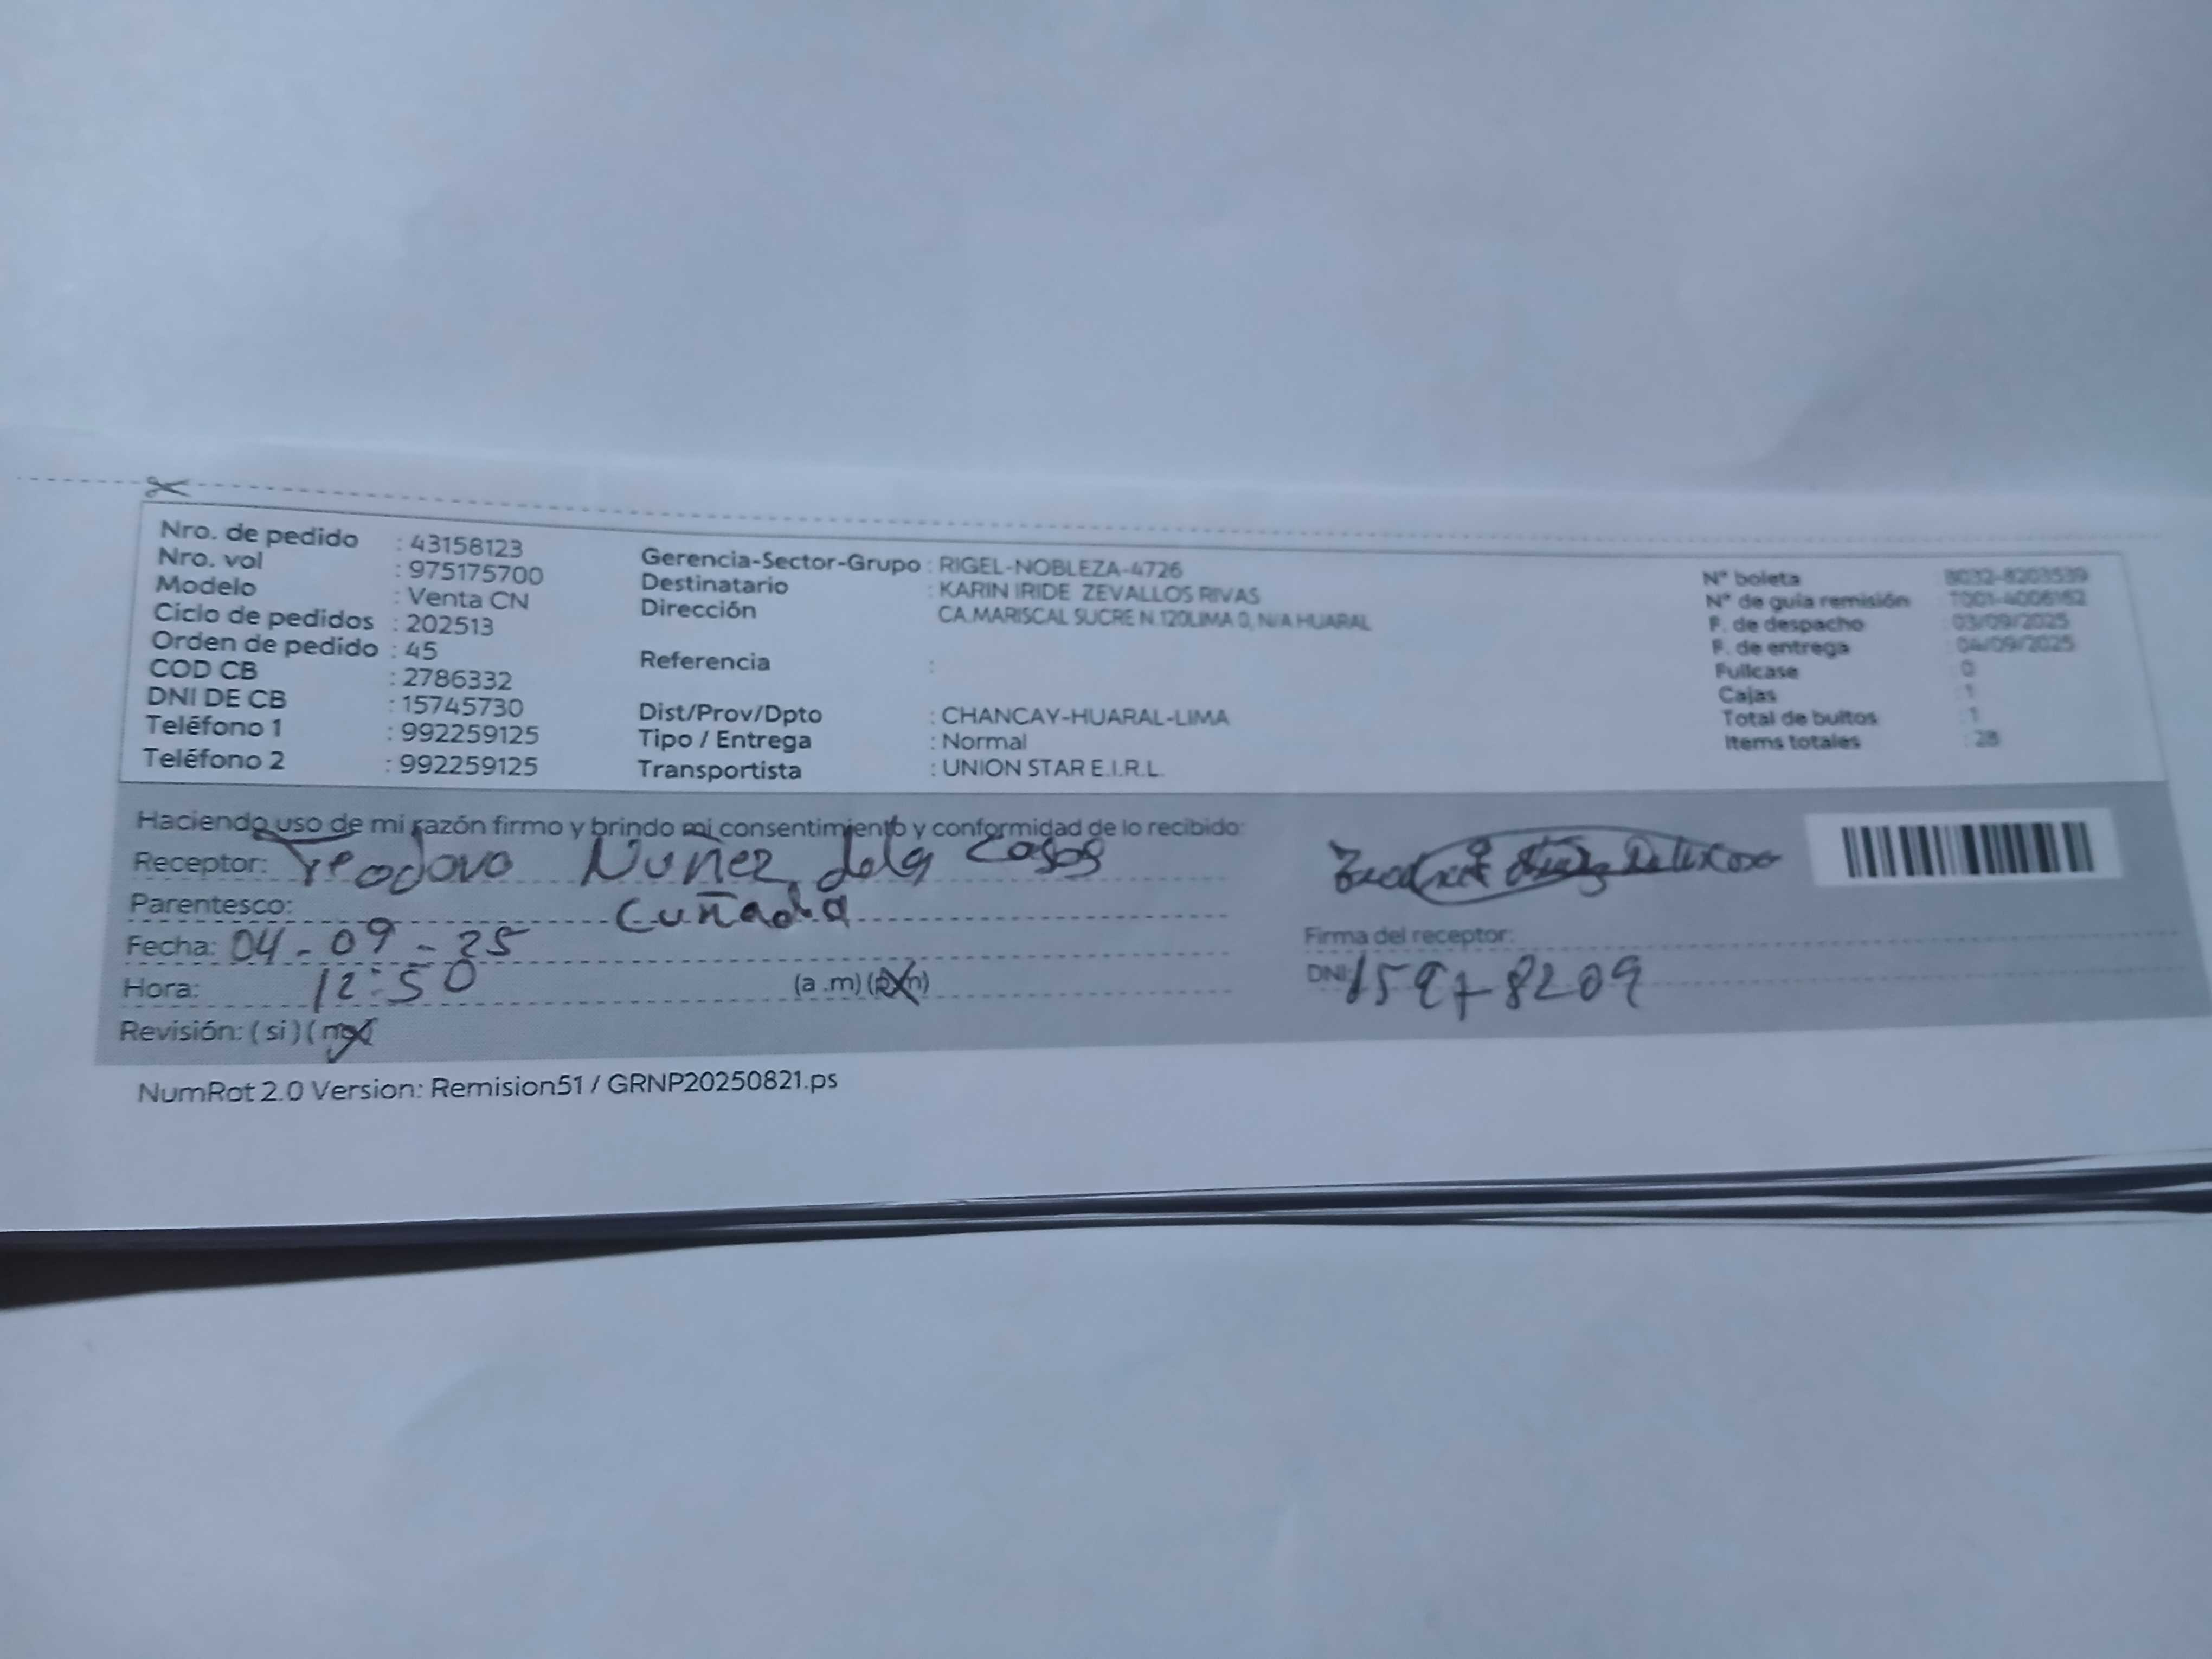 Nro. de pedido : 43158123
Nro. vol : 975175700
Modelo : Venta CN
Ciclo de pedidos : 202513
Orden de pedido : 45
COD CB : 2786332
DNI DE CB : 15745730
Teléfono 1 : 992259125
Teléfono 2 : 992259125
Gerencia-Sector-Grupo : RIGEL-NOBLEZA-4726
Destinatario : KARIN IRIDE ZEVALLOS RIVAS
Dirección CA.MARISCAL SUCRE N.120LIMA 0, N/A HUARAL
Referencia :
Dist/Prov/Dpto : CHANCAY-HUARAL-LIMA
Tipo / Entrega : Normal
Transportista : UNION STAR E.I.R.L.
N° boleta
N° de guía remisión
F. de despacho : 03/09/2025
F. de entrega : 04/09/2025
Fullcase : 0
Cajas : 1
Total de bultos : 1
Items totales : 28
Haciendo uso de mi razón firmo y brindo mi consentimiento y conformidad de lo recibido:
Receptor: Nuñez dela Casas
Parentesco: Cuñada
Fecha: 04-09-25
Hora: 12:50 (a .m) (p.m)
Revisión: ( si ) ( no )
Firma del receptor:
DNI: 15978209
NumRot 2.0 Version: Remision51 / GRNP20250821.ps